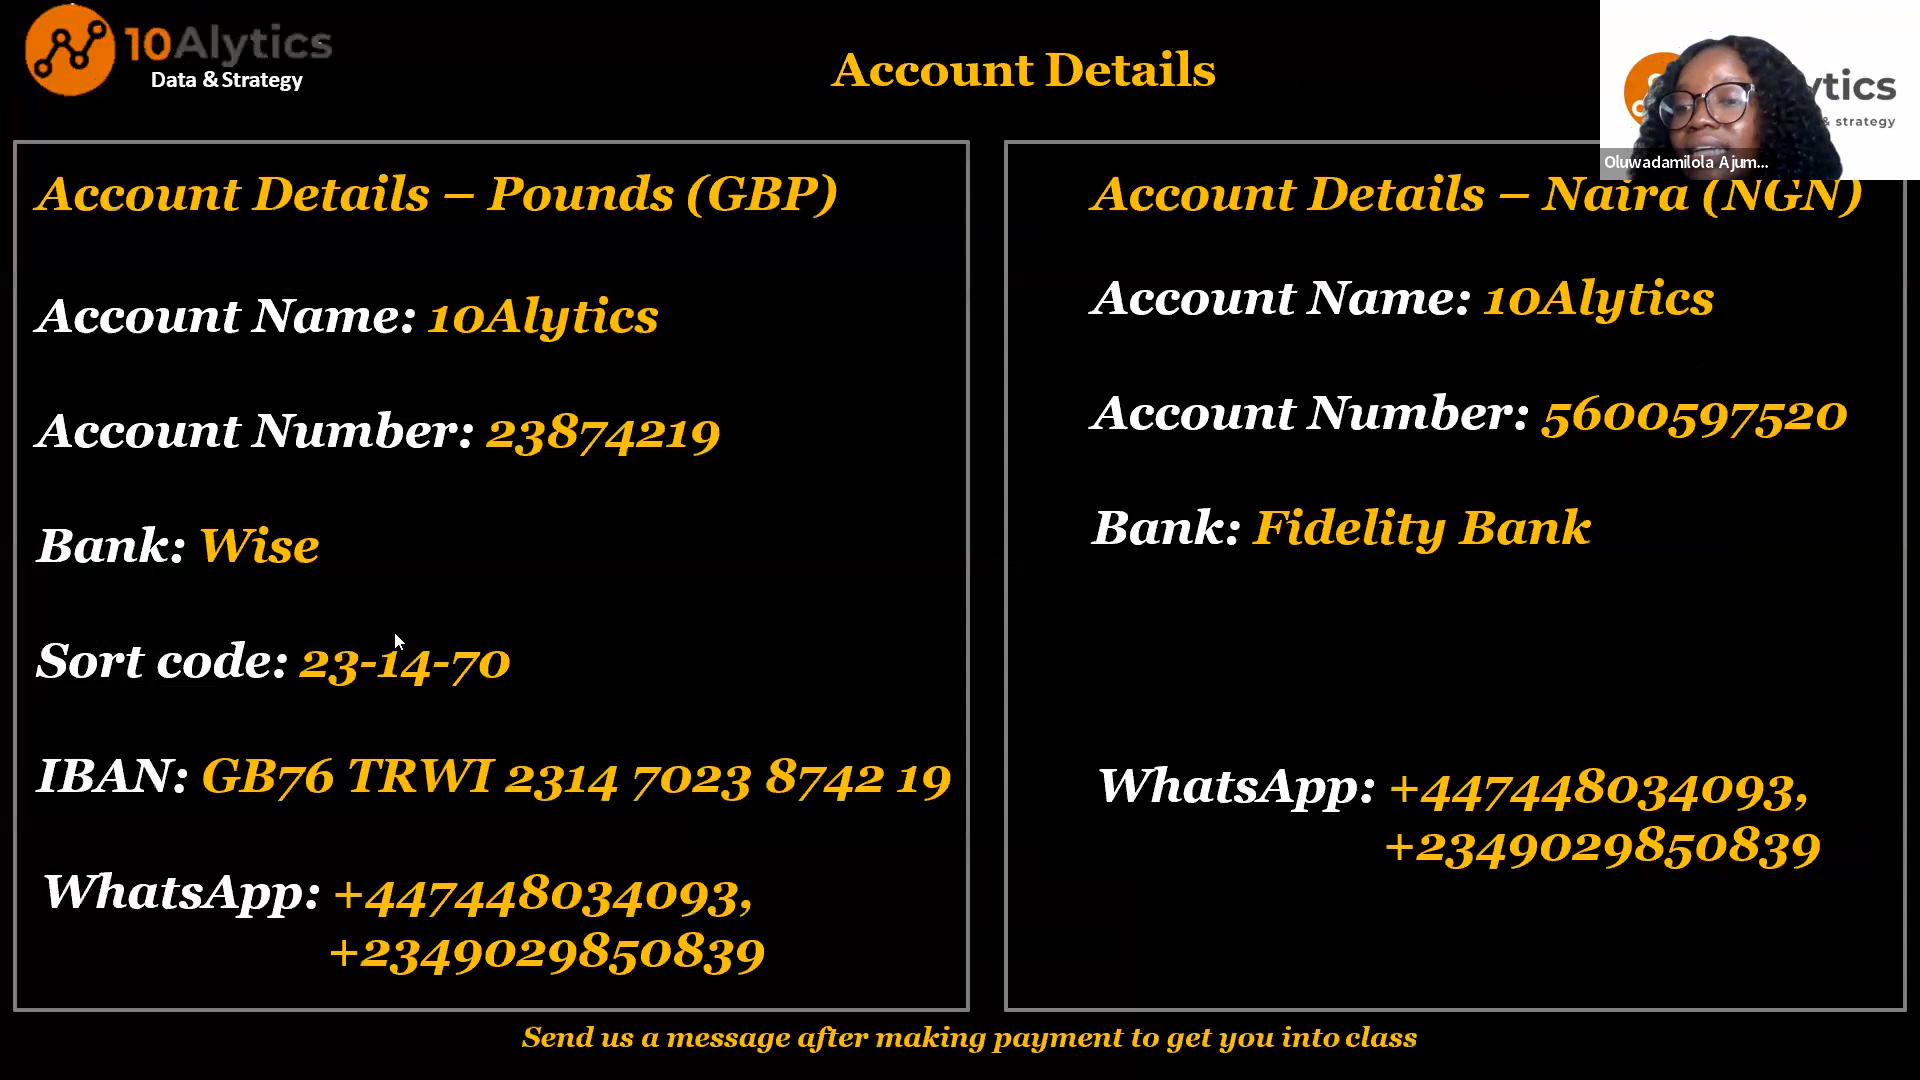 10Alytics
Data & Strategy
Account Details
ytics
& strategy
Oluwadamilola Ajum...
Account Details – Pounds (GBP)
Account Name: 10Alytics
Account Number: 23874219
Bank: Wise
Sort code: 23-14-70
IBAN: GB76 TRWI 2314 7023 8742 19
WhatsApp: +447448034093,
+2349029850839
Account Details – Naira (NGN)
Account Name: 10Alytics
Account Number: 5600597520
Bank: Fidelity Bank
WhatsApp: +447448034093,
+2349029850839
Send us a message after making payment to get you into class